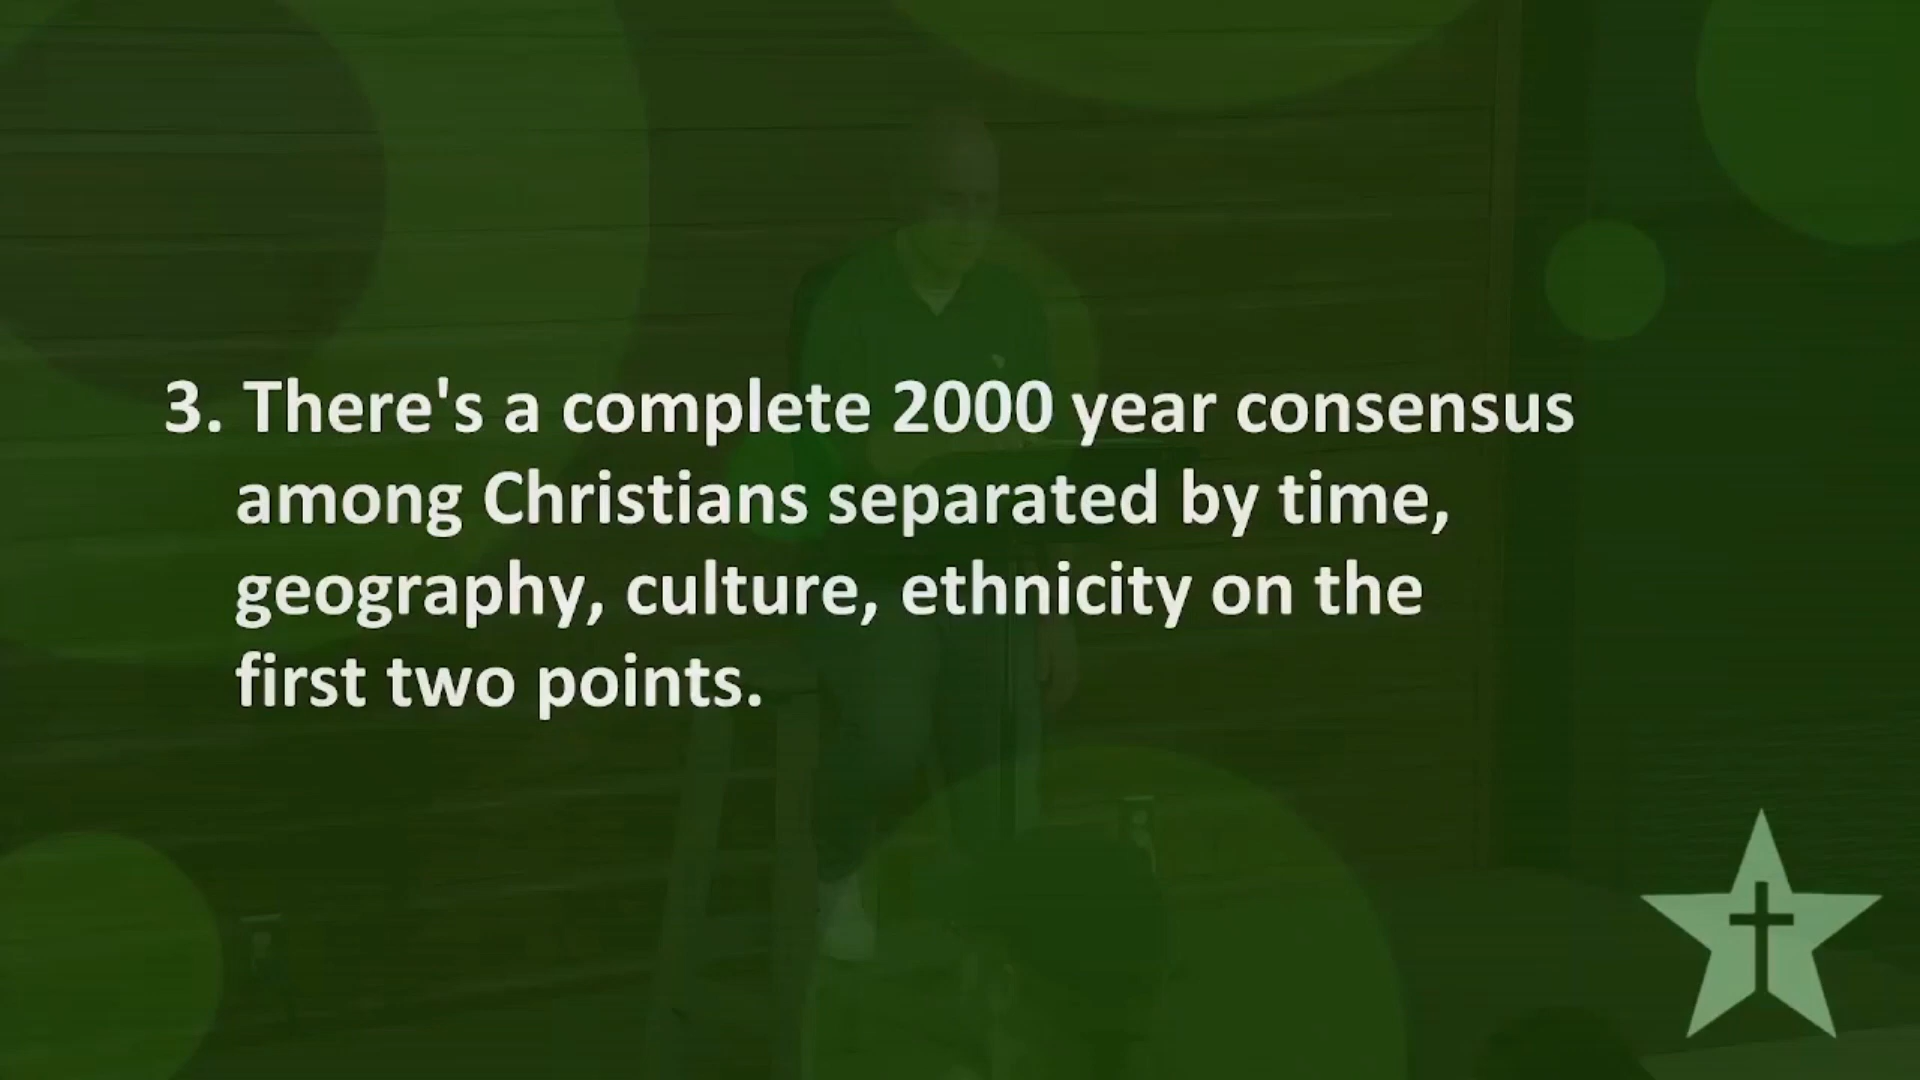 3. There's a complete 2000 year consensus
among Christians separated by time,
geography, culture, ethnicity on the
first two points.